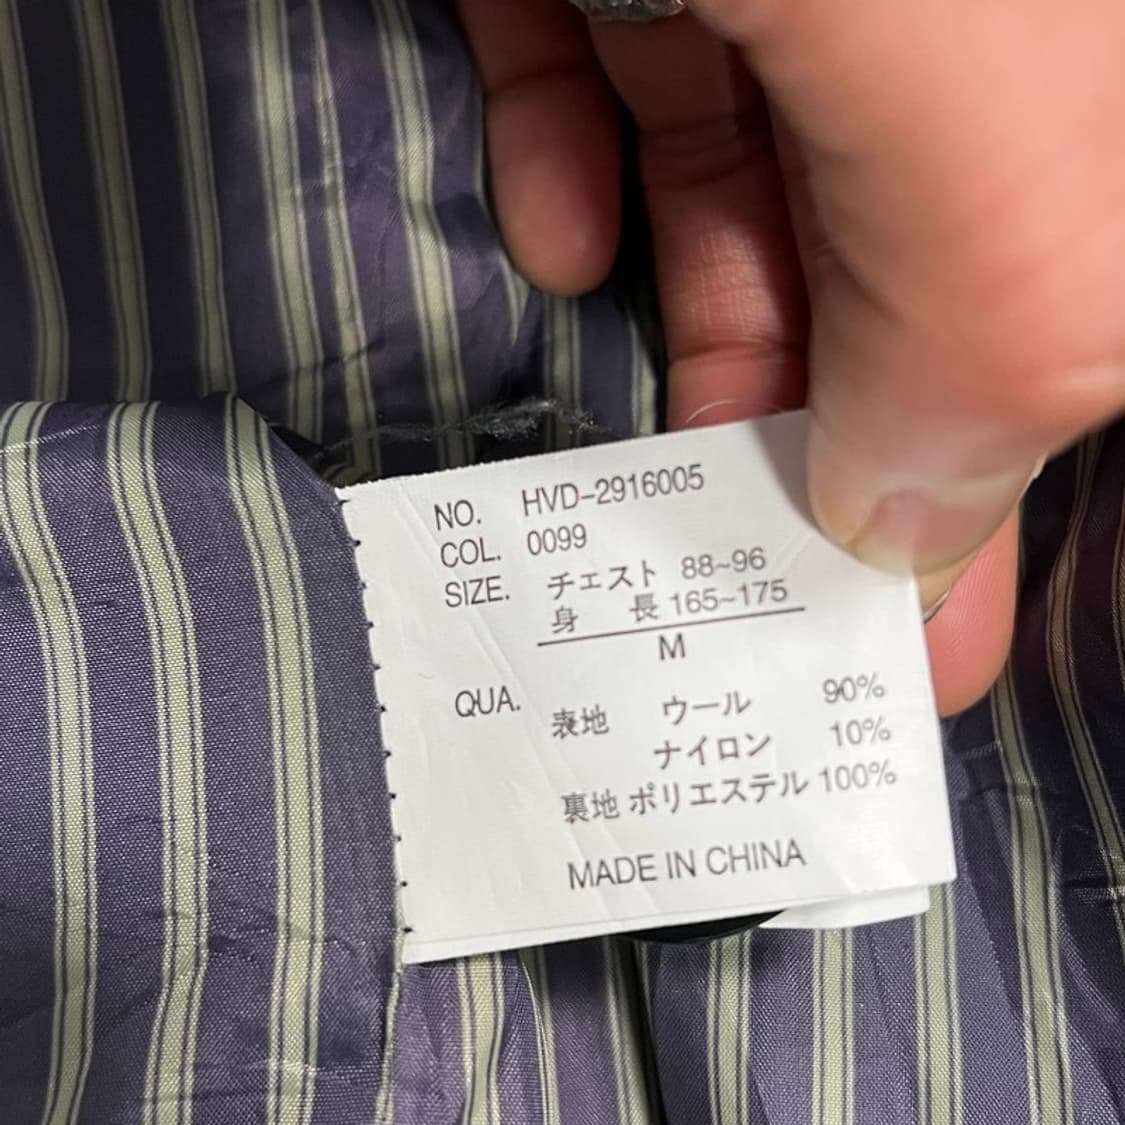 NO. HVD-2916005
COL. 0099
SIZE. チェスト 88~96
身 長 165~175
M
QUA. 表地 ウール 90%
ナイロン 10%
裏地 ポリエステル 100%
MADE IN CHINA